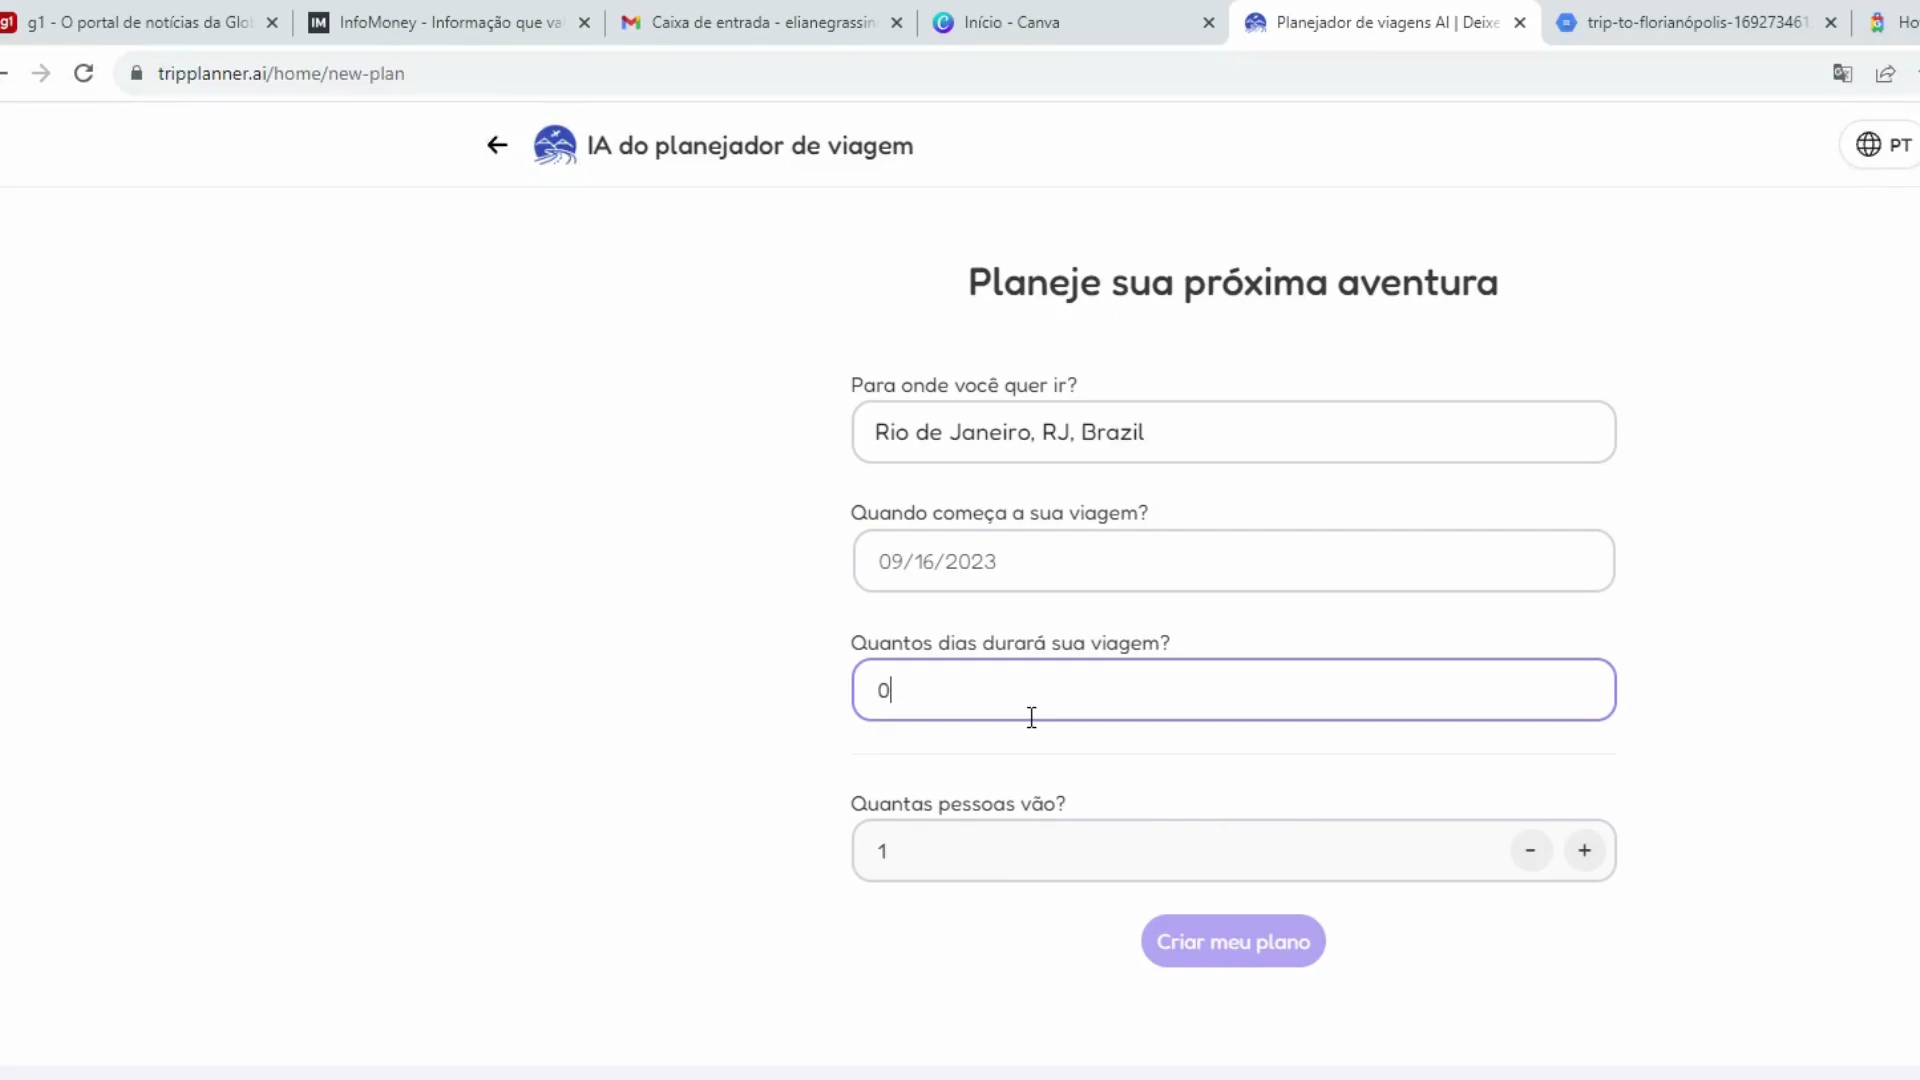 g1 g1 - O portal de notícias da Glo
IM InfoMoney - Informação que va
Caixa de entrada - elianegrassin
Início - Canva
Planejador de viagens AI | Deixe
trip-to-florianópolis-169273461
Ho
tripplanner.ai/home/new-plan
IA do planejador de viagem
PT
Planeje sua próxima aventura
Para onde você quer ir?
Rio de Janeiro, RJ, Brazil
Quando começa a sua viagem?
09/16/2023
Quantos dias durará sua viagem?
0
Quantas pessoas vão?
1 - +
Criar meu plano